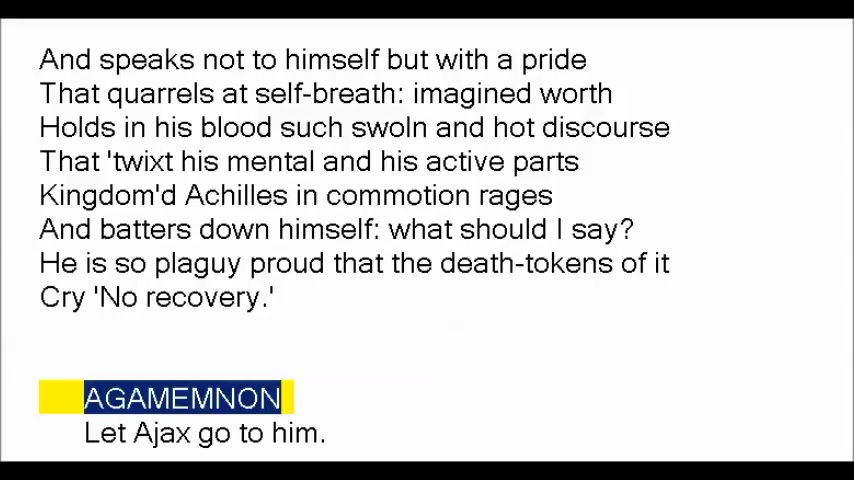 And speaks not to himself but with a pride
That quarrels at self-breath: imagined worth
Holds in his blood such swoln and hot discourse
That 'twixt his mental and his active parts
Kingdom'd Achilles in commotion rages
And batters down himself: what should I say?
He is so plaguy proud that the death-tokens of it
Cry 'No recovery.'
AGAMEMNON
Let Ajax go to him.